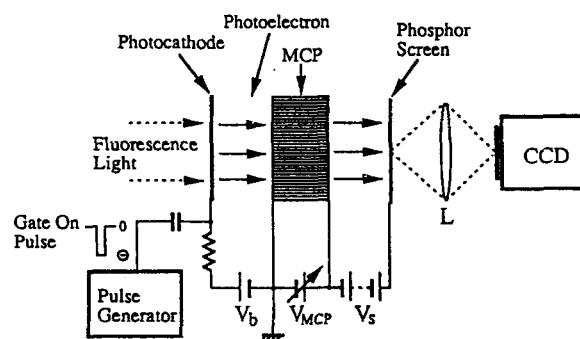 Photoelectron
Photocathode
MCP
Phosphor
Screen
Fluorescence
Light
CCD
L
Gate On
Pulse
0
⊖
Pulse
Generator
V_b
V_MCP
V_s